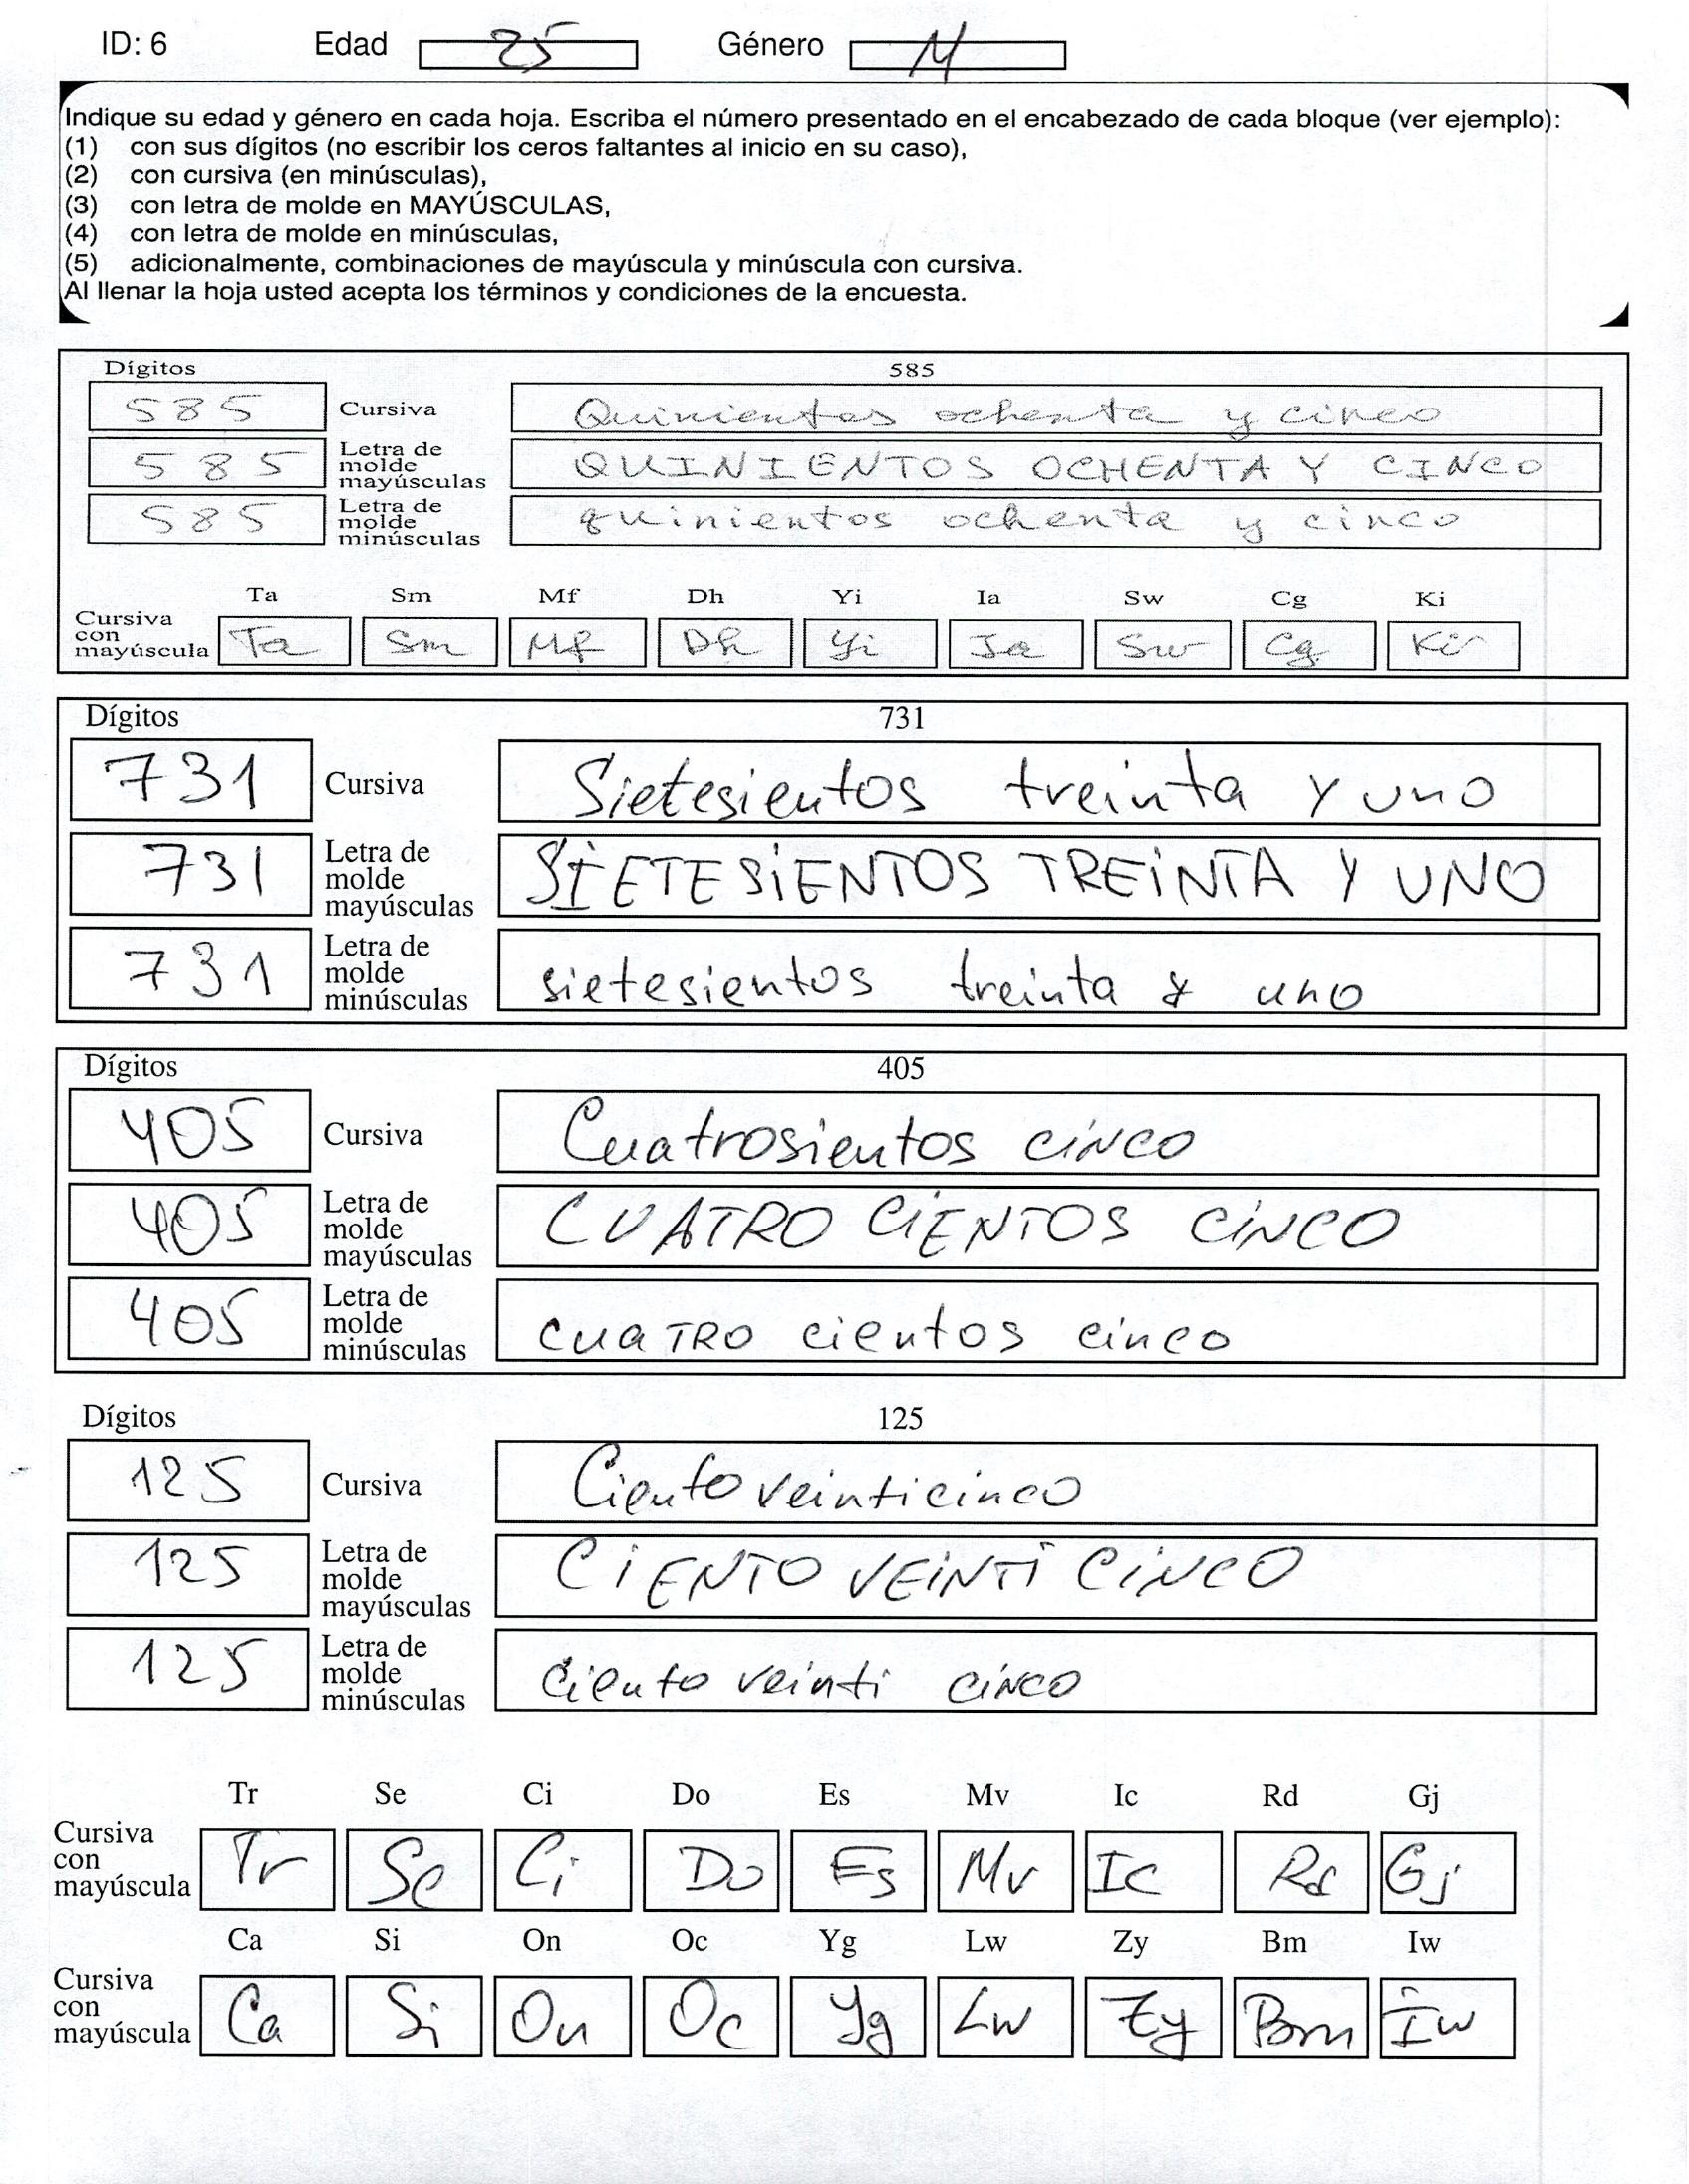 ID: 6 Edad 25 Género M
Indique su edad y género en cada hoja. Escriba el número presentado en el encabezado de cada bloque (ver ejemplo):
(1) con sus dígitos (no escribir los ceros faltantes al inicio en su caso),
(2) con cursiva (en minúsculas),
(3) con letra de molde en MAYÚSCULAS,
(4) con letra de molde en minúsculas,
(5) adicionalmente, combinaciones de mayúscula y minúscula con cursiva.
Al llenar la hoja usted acepta los términos y condiciones de la encuesta.
Dígitos 585
585 Cursiva Quinientos ochenta y cinco
585 Letra de molde mayúsculas QUINIENTOS OCHENTA Y CINCO
585 Letra de molde minúsculas quinientos ochenta y cinco
Ta Sm Mf Dh Yi Ia Sw Cg Ki
Cursiva con mayúscula Ta Sm Mf Dh Yi Ia Sw Cg Ki
Dígitos 731
731 Cursiva Sietesientos treinta y uno
731 Letra de molde mayúsculas SIETESiENTOS TREiNTA Y UNO
731 Letra de molde minúsculas sietesientos treinta y uno
Dígitos 405
405 Cursiva Cuatrosientos ciNco
405 Letra de molde mayúsculas CUATRO CiENTOS CiNCO
405 Letra de molde minúsculas cuaTRO cientos cinco
Dígitos 125
125 Cursiva Ciento veinticinco
125 Letra de molde mayúsculas CiENTO VEiNTi CiNCO
125 Letra de molde minúsculas ciento veinti ciNco
Tr Se Ci Do Es Mv Ic Rd Gj
Cursiva con mayúscula Tr Se Ci Do Es Mv Ic Rd Gj
Ca Si On Oc Yg Lw Zy Bm Iw
Cursiva con mayúscula Ca Si On Oc Yg Lw Zy Bm Iw